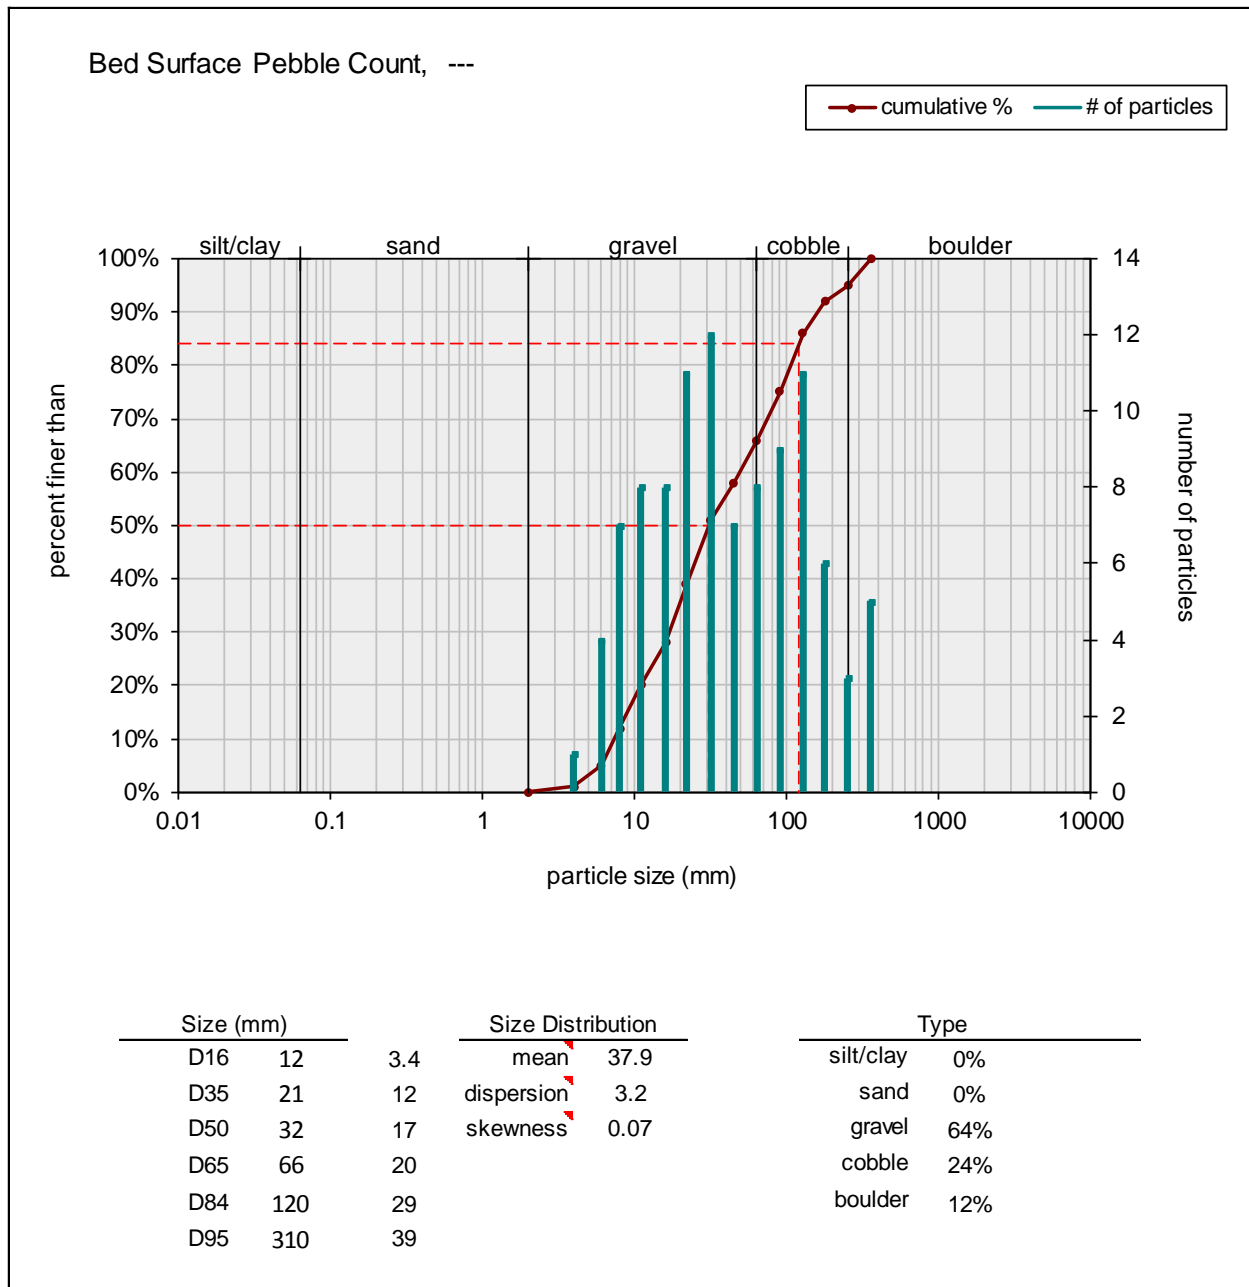 Bed Surface Pebble Count, ---
cumulative % # of particles
silt/clay sand gravel cobble boulder
100% 14
90%
12
80%
10
70%
60%
8
50%
6
40%
30%
4
20%
2
10%
0% 0
percent finer than
number of particles
0.01 0.1 1 10 100 1000 10000
particle size (mm)
Size (mm) Size Distribution Type
D16 12 3.4 mean 37.9 silt/clay 0%
D35 21 12 dispersion 3.2 sand 0%
D50 32 17 skewness 0.07 gravel 64%
D65 66 20 cobble 24%
D84 120 29 boulder 12%
D95 310 39